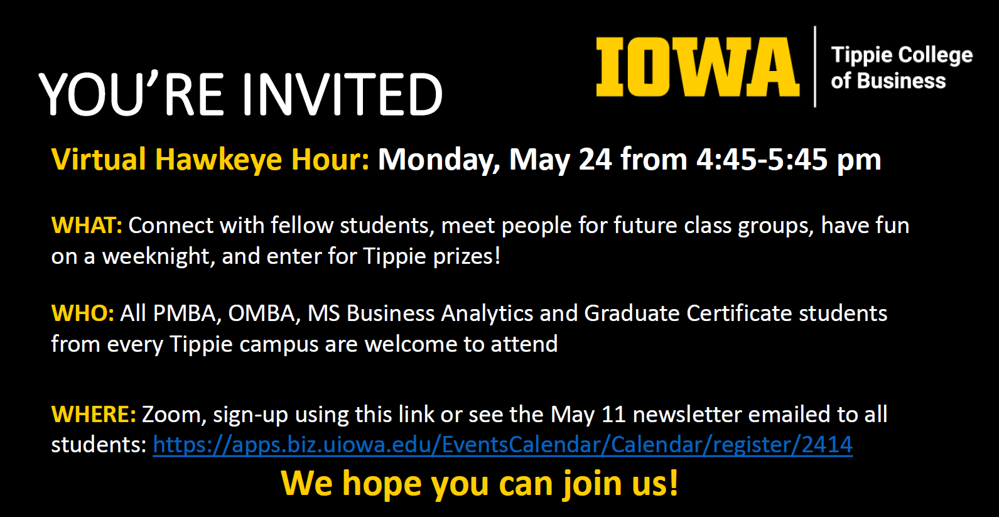 IOWA
Tippie College
of Business
YOU’RE INVITED
Virtual Hawkeye Hour: Monday, May 24 from 4:45-5:45 pm
WHAT: Connect with fellow students, meet people for future class groups, have fun
on a weeknight, and enter for Tippie prizes!
WHO: All PMBA, OMBA, MS Business Analytics and Graduate Certificate students
from every Tippie campus are welcome to attend
WHERE: Zoom, sign-up using this link or see the May 11 newsletter emailed to all
students: https://apps.biz.uiowa.edu/EventsCalendar/Calendar/register/2414
We hope you can join us!